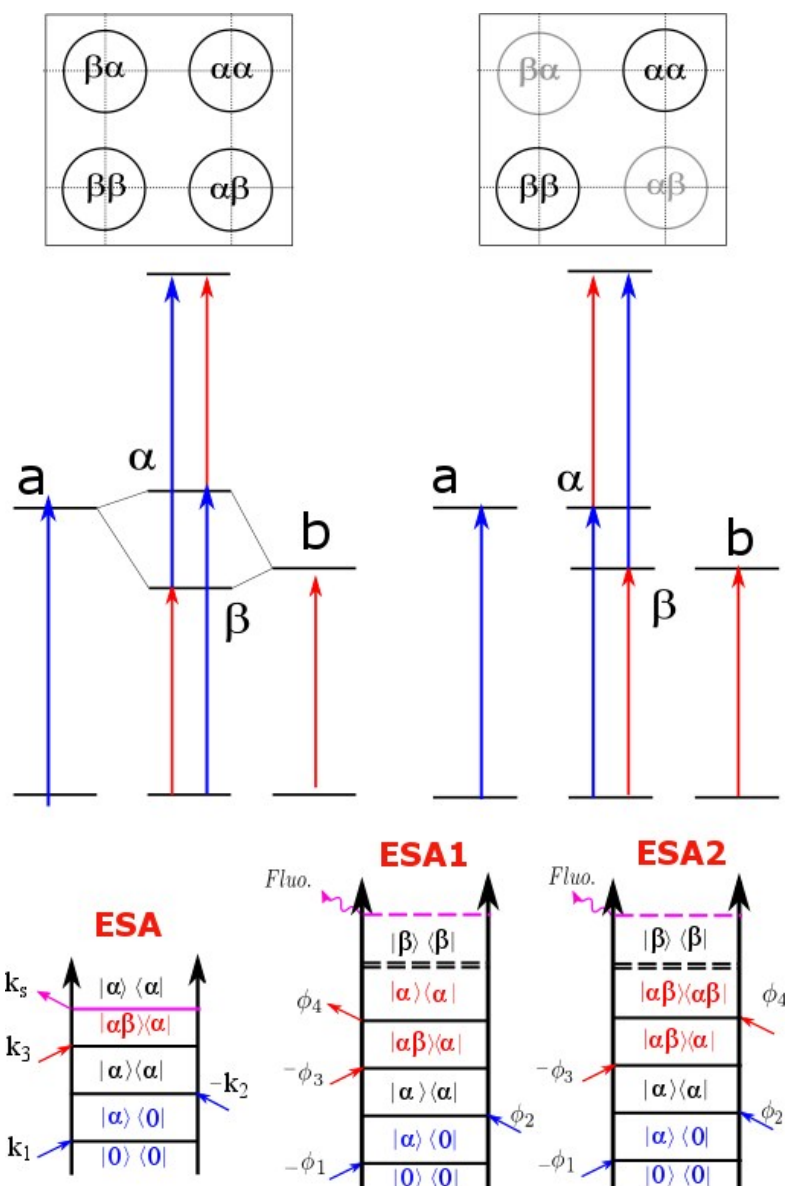 βα αα βα αα
ββ αβ ββ αβ
α
a
b
β
a
α
b
β
ESA
k_s
|α⟩⟨α|
|αβ⟩⟨α|
k_3
|α⟩⟨α|
-k_2
|α⟩⟨0|
k_1
|0⟩⟨0|
ESA1
Fluo.
|β⟩⟨β|
|α⟩⟨α|
ϕ_4
|αβ⟩⟨α|
-ϕ_3
|α⟩⟨α|
ϕ_2
|α⟩⟨0|
-ϕ_1
|0⟩⟨0|
ESA2
Fluo.
|β⟩⟨β|
|αβ⟩⟨αβ|
ϕ_4
|αβ⟩⟨α|
-ϕ_3
|α⟩⟨α|
ϕ_2
|α⟩⟨0|
-ϕ_1
|0⟩⟨0|